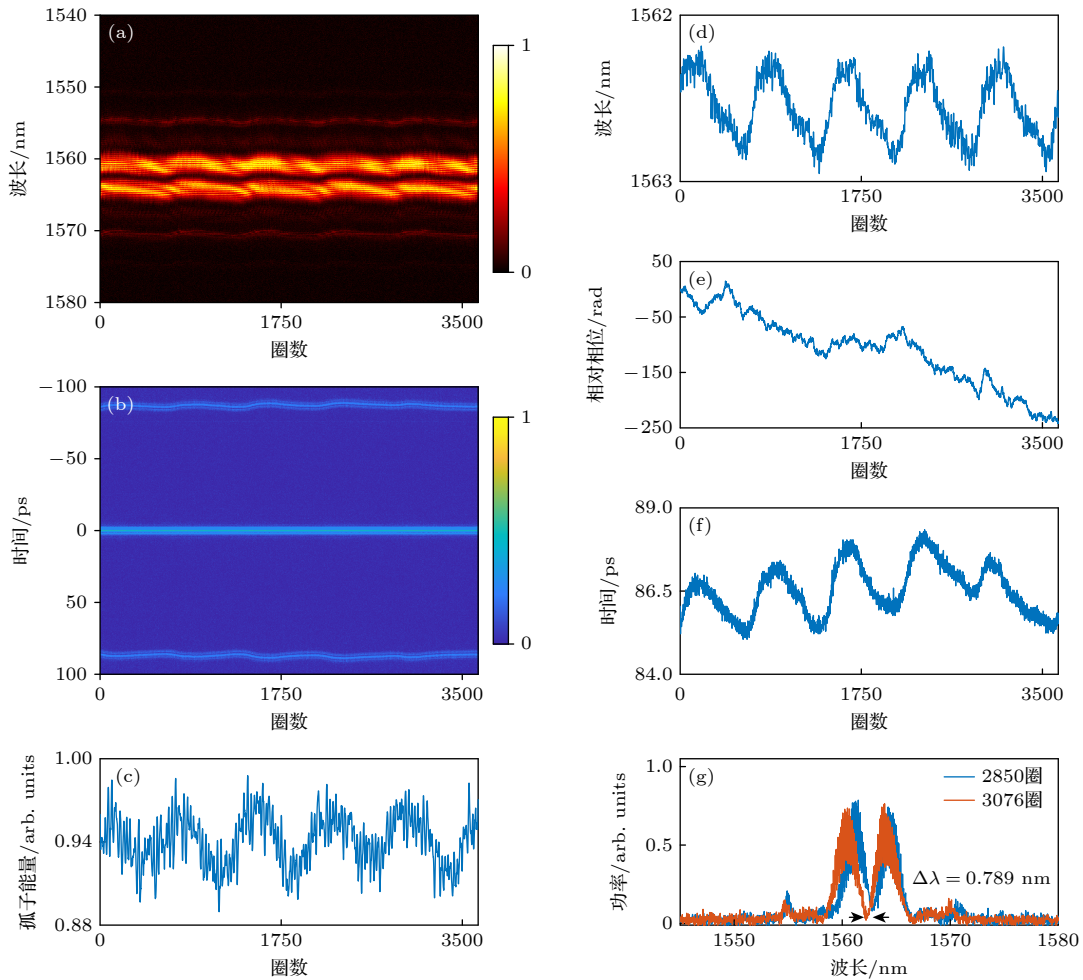 (a)
1540
1550
1560
1570
1580
波长/nm
0
1750
3500
圈数
1
0
(b)
−100
−50
0
50
100
时间/ps
0
1750
3500
圈数
1
0
(c)
1.00
0.94
0.88
孤子能量/arb. units
0
1750
3500
圈数
(d)
1562
1563
波长/nm
0
1750
3500
圈数
(e)
50
−50
−150
−250
相对相位/rad
0
1750
3500
圈数
(f)
89.0
86.5
84.0
时间/ps
0
1750
3500
圈数
(g)
1.0
0.5
0
功率/arb. units
2850圈
3076圈
Δλ = 0.789 nm
1550
1560
1570
1580
波长/nm